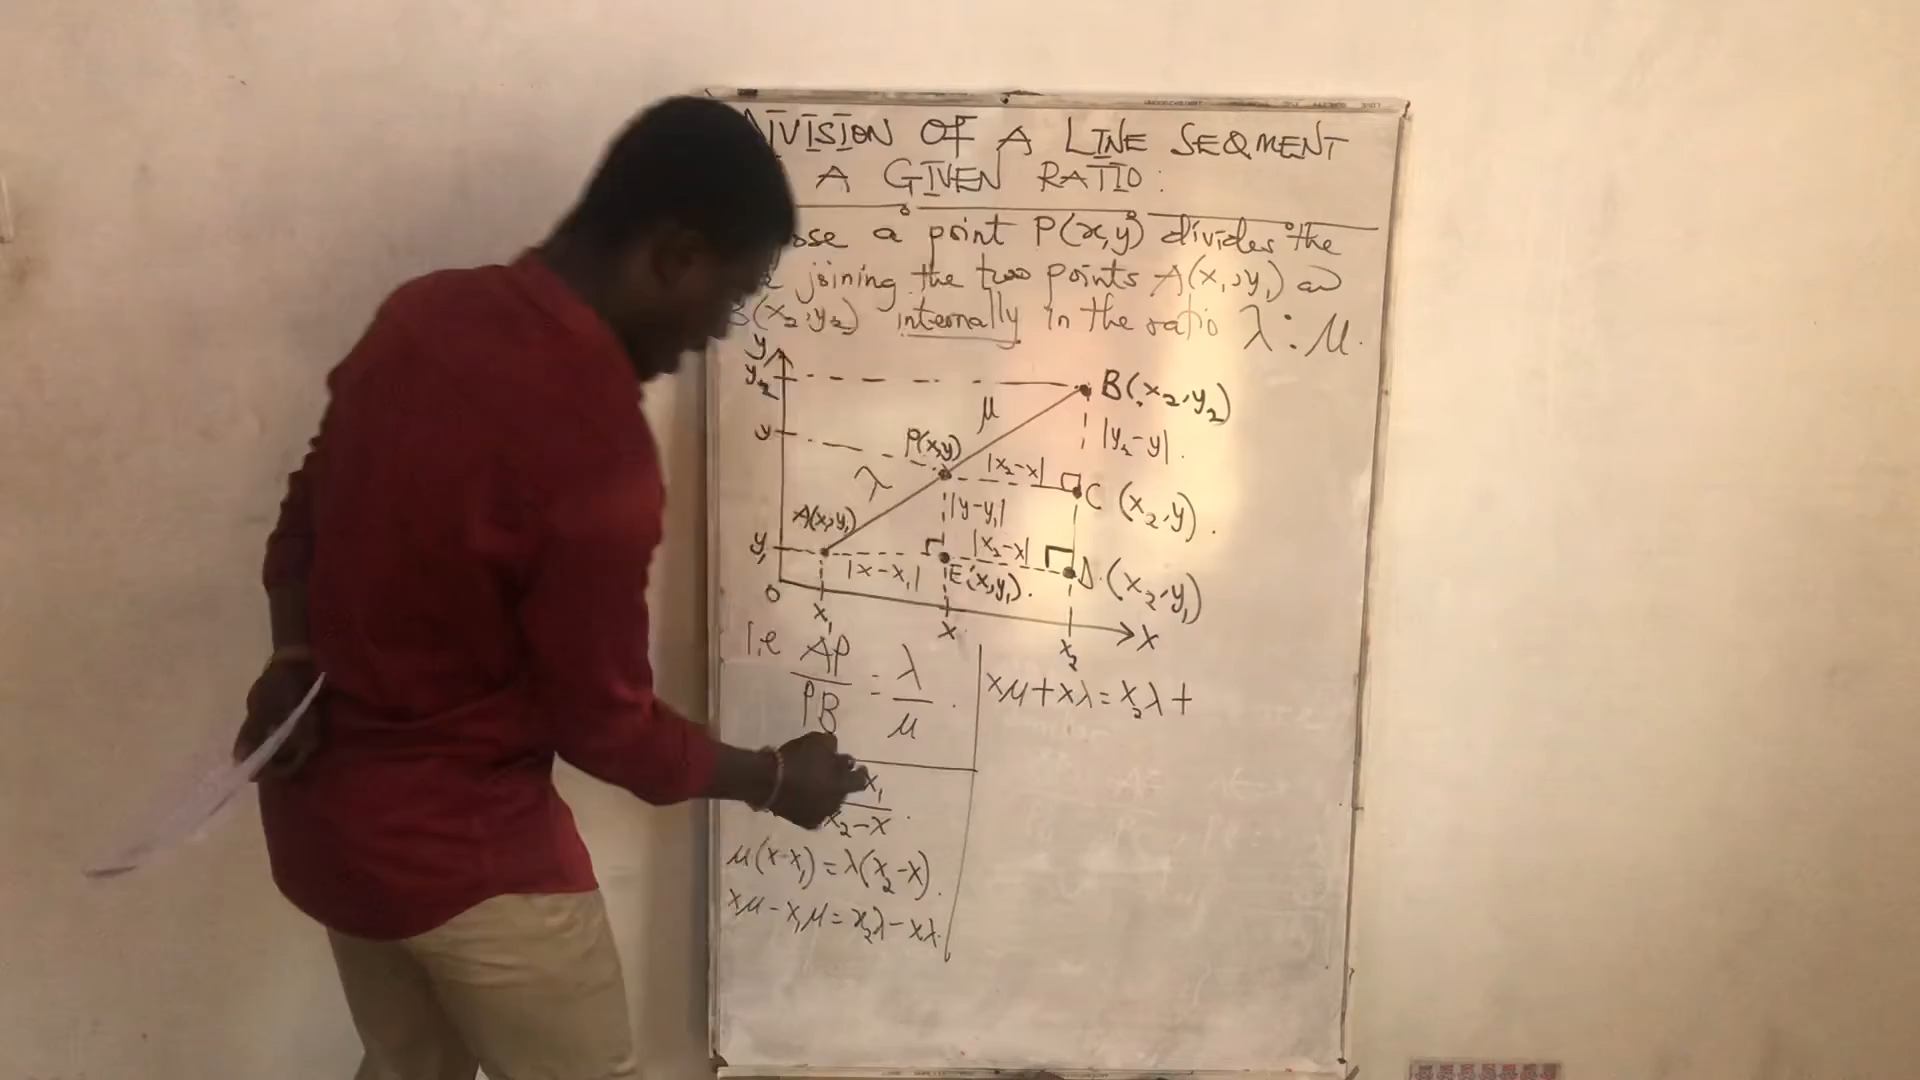 DIVISION OF A LINE SEGMENT
A GIVEN RATIO:
ose a point P(x,y) divides the
joining the two points A(x₁,y₁) and
B(x₂,y₂) internally in the ratio λ:μ.
y
y₂
B(x₂,y₂)
μ
|y₂-y|.
y
P(x,y)
|x₂-x|
λ
C (x₂,y).
|y-y₁|
A(x₁,y₁)
|x₂-x|
y₁
|x-x₁|
E(x,y₁).
D.(x₂,y₁)
0
x₁
x
x₂
X
I.e AP/PB = λ/μ.
x₁
x₂-x.
μ(x-x₁)=λ(x₂-x).
xμ-x₁μ=x₂λ-xλ.
xμ+xλ=x₂λ+